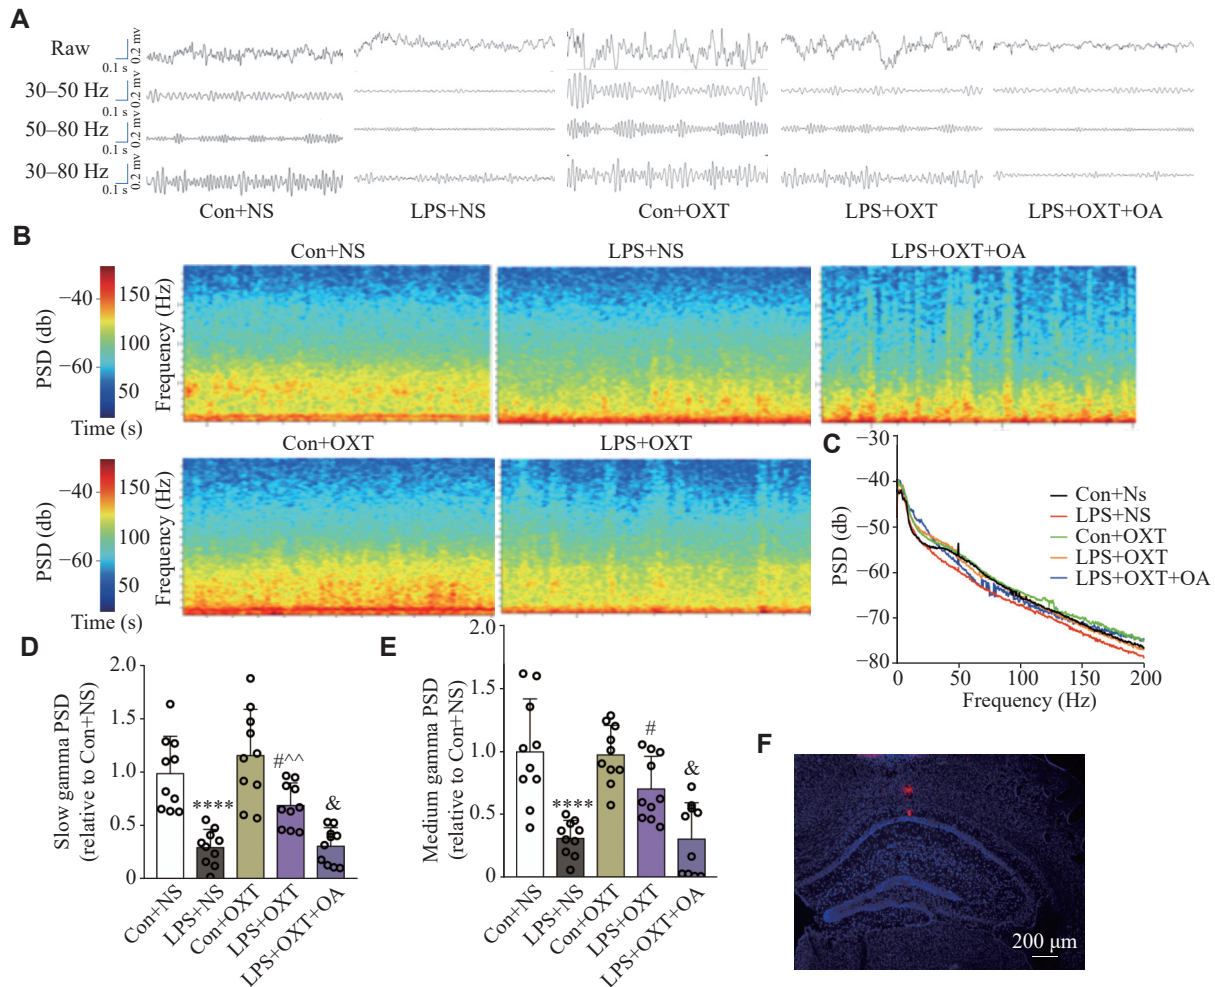 A
Raw
0.2 mv
0.1 s
30–50 Hz
0.2 mv
0.1 s
50–80 Hz
0.2 mv
0.1 s
30–80 Hz
0.2 mv
0.1 s
Con+NS LPS+NS Con+OXT LPS+OXT LPS+OXT+OA
B
Con+NS LPS+NS LPS+OXT+OA
PSD (db)
−40
−60
Frequency (Hz)
150
100
50
Time (s)
Con+OXT LPS+OXT
PSD (db)
−40
−60
Frequency (Hz)
150
100
50
Time (s)
C
PSD (db)
−30
−40
−50
−60
−70
−80
0 50 100 150 200
Frequency (Hz)
Con+Ns
LPS+NS
Con+OXT
LPS+OXT
LPS+OXT+OA
D
Slow gamma PSD
(relative to Con+NS)
2.0
1.5
1.0
0.5
0
****
#^^
&
Con+NS
LPS+NS
Con+OXT
LPS+OXT
LPS+OXT+OA
E
Medium gamma PSD
(relative to Con+NS)
2.0
1.5
1.0
0.5
0
****
#
&
Con+NS
LPS+NS
Con+OXT
LPS+OXT
LPS+OXT+OA
F
200 μm